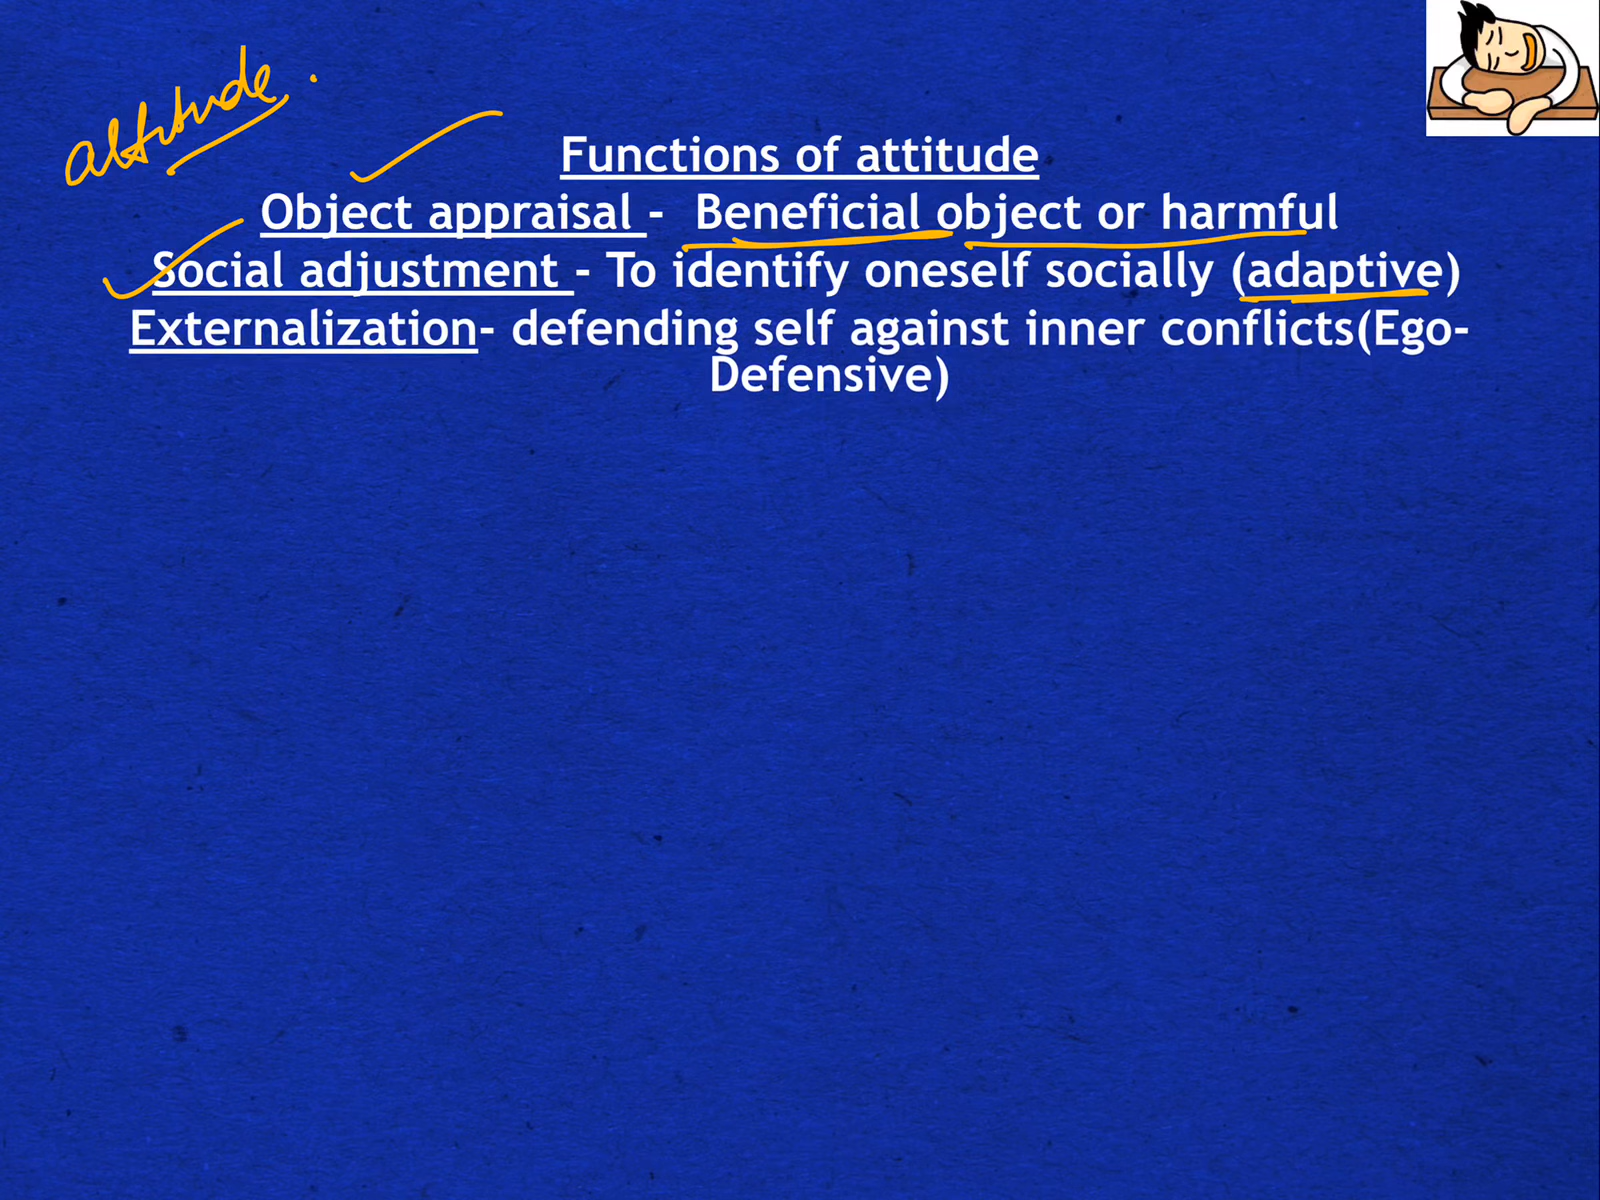 attitude.
Functions of attitude
Object appraisal - Beneficial object or harmful
Social adjustment - To identify oneself socially (adaptive)
Externalization- defending self against inner conflicts(Ego-
Defensive)